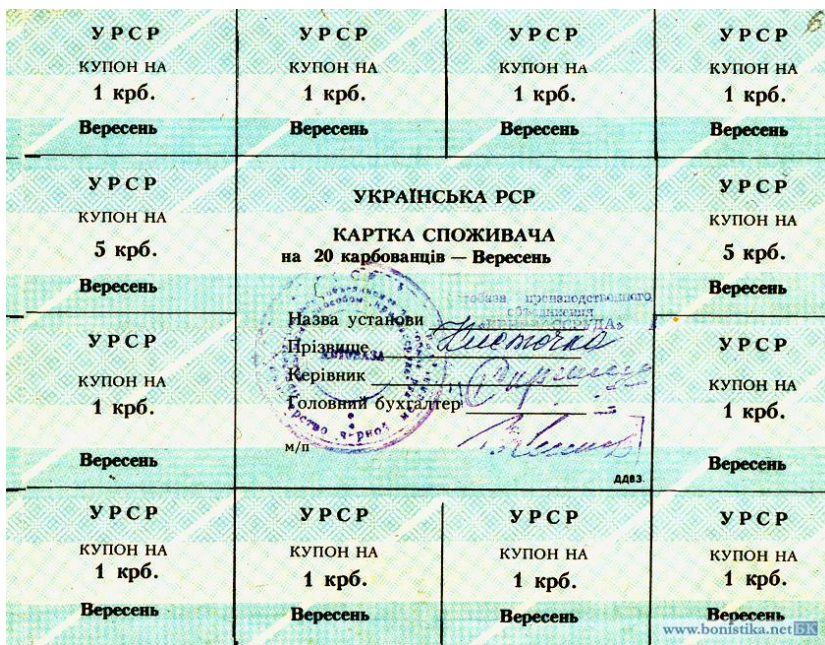 УРСР УРСР УРСР УРСР
КУПОН НА КУПОН НА КУПОН НА КУПОН НА
1 крб. 1 крб. 1 крб. 1 крб.
Вересень Вересень Вересень Вересень
УРСР
КУПОН НА
5 крб.
Вересень
УКРАЇНСЬКА РСР
КАРТКА СПОЖИВАЧА
на 20 карбованців — Вересень
Назва установи
производственного
объединения
Прізвище
Керівник
Головний бухгалтер
м/п
ДДВЗ.
АВТОБАЗА
УРСР
КУПОН НА
5 крб.
Вересень
УРСР
КУПОН НА
1 крб.
Вересень
УРСР
КУПОН НА
1 крб.
Вересень
УРСР УРСР УРСР УРСР
КУПОН НА КУПОН НА КУПОН НА КУПОН НА
1 крб. 1 крб. 1 крб. 1 крб.
Вересень Вересень Вересень Вересень
www.bonistika.net БК